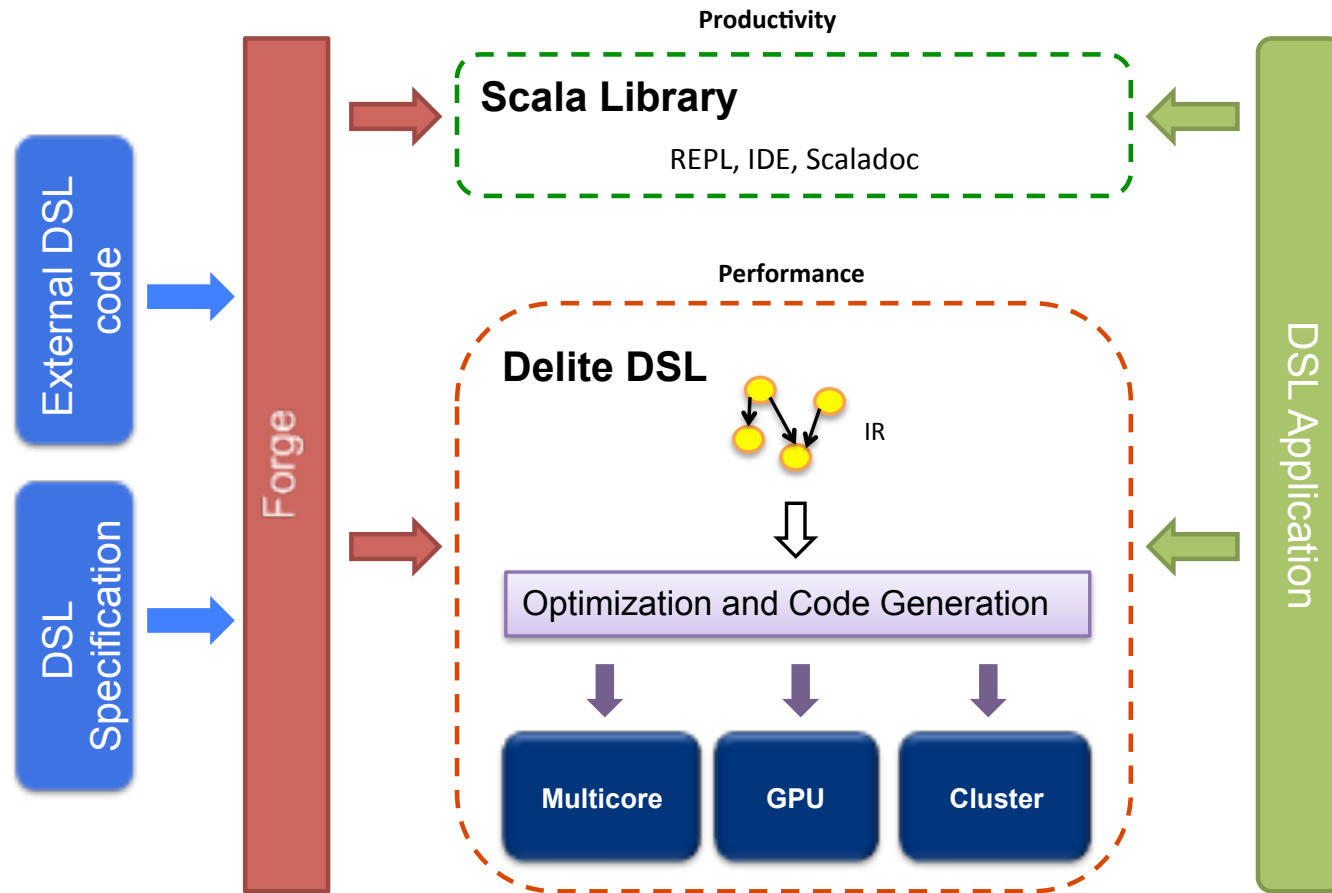 Productivity
Scala Library
REPL, IDE, Scaladoc
External DSL
code
DSL
Specification
Forge
Performance
Delite DSL
IR
Optimization and Code Generation
Multicore
GPU
Cluster
DSL Application